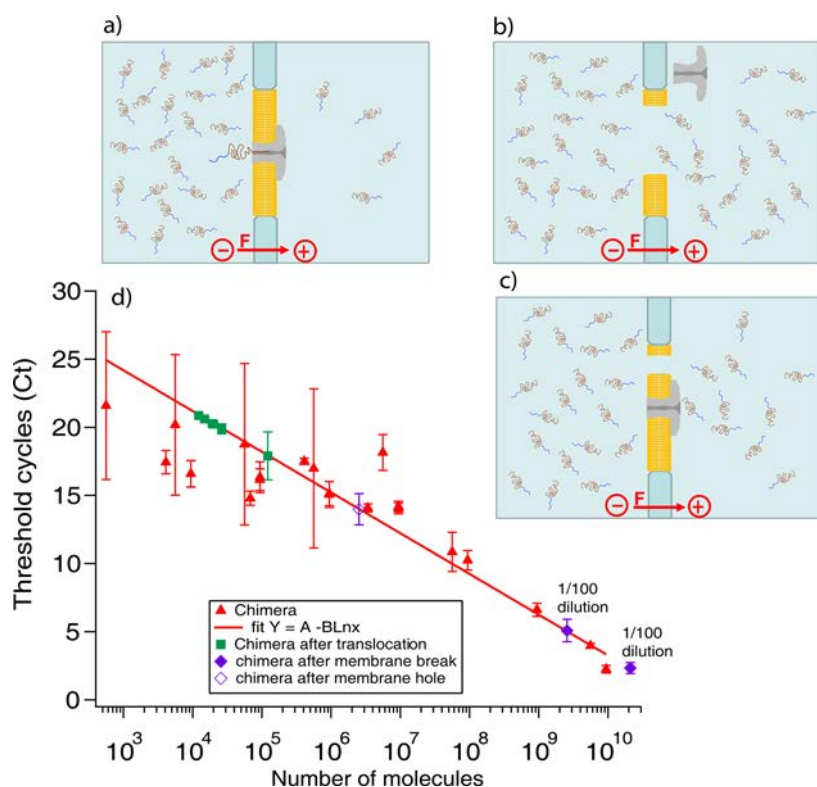 a)
b)
− F +
− F +
c)
− F +
d)
Threshold cycles (Ct)
30
25
20
15
10
5
0
1/100
dilution
1/100
dilution
Chimera
fit Y = A -BLnx
Chimera after translocation
chimera after membrane break
chimera after membrane hole
10^3 10^4 10^5 10^6 10^7 10^8 10^9 10^10
Number of molecules